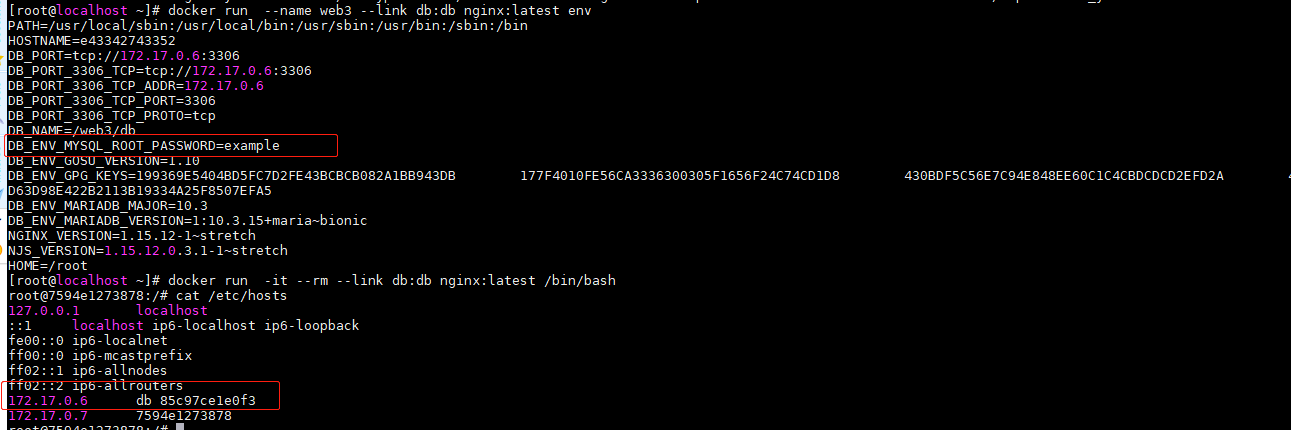 [root@localhost ~]# docker run  --name web3 --link db:db nginx:latest env
PATH=/usr/local/sbin:/usr/local/bin:/usr/sbin:/usr/bin:/sbin:/bin
HOSTNAME=e43342743352
DB_PORT=tcp://172.17.0.6:3306
DB_PORT_3306_TCP=tcp://172.17.0.6:3306
DB_PORT_3306_TCP_ADDR=172.17.0.6
DB_PORT_3306_TCP_PORT=3306
DB_PORT_3306_TCP_PROTO=tcp
DB_NAME=/web3/db
DB_ENV_MYSQL_ROOT_PASSWORD=example
DB_ENV_GOSU_VERSION=1.10
DB_ENV_GPG_KEYS=199369E5404BD5FC7D2FE43BCBCB082A1BB943DB        177F4010FE56CA3336300305F1656F24C74CD1D8        430BDF5C56E7C94E848EE60C1C4CBDCDCD2EFD2A
D63D98E422B2113B19334A25F8507EFA5
DB_ENV_MARIADB_MAJOR=10.3
DB_ENV_MARIADB_VERSION=1:10.3.15+maria~bionic
NGINX_VERSION=1.15.12-1~stretch
NJS_VERSION=1.15.12.0.3.1-1~stretch
HOME=/root
[root@localhost ~]# docker run  -it --rm --link db:db nginx:latest /bin/bash
root@7594e1273878:/# cat /etc/hosts
127.0.0.1       localhost
::1     localhost ip6-localhost ip6-loopback
fe00::0 ip6-localnet
ff00::0 ip6-mcastprefix
ff02::1 ip6-allnodes
ff02::2 ip6-allrouters
172.17.0.6      db 85c97ce1e0f3
172.17.0.7      7594e1273878
root@7594e1273878:/#